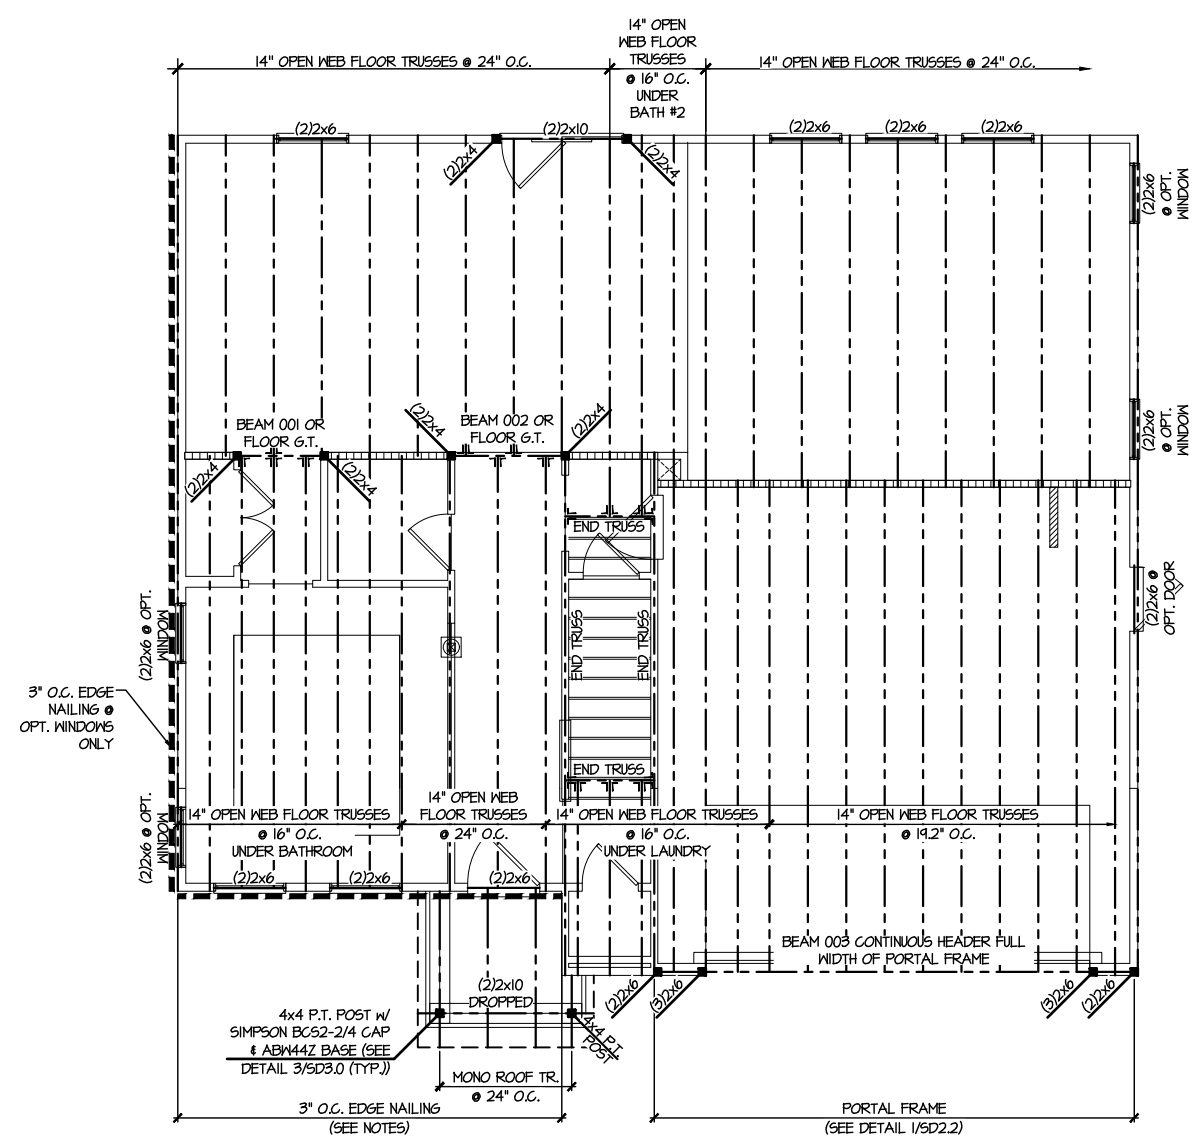 14" OPEN
WEB FLOOR
TRUSSES
@ 16" O.C.
UNDER
BATH #2
14" OPEN WEB FLOOR TRUSSES @ 24" O.C.
14" OPEN WEB FLOOR TRUSSES @ 24" O.C.
(2)2x6
(2)2x10
(2)2x6
(2)2x6
(2)2x6
(2)2x4
(2)2x4
(2)2x6
@ OPT.
WINDOW
BEAM 001 OR
FLOOR G.T.
(2)2x4
BEAM 002 OR
FLOOR G.T.
(2)2x4
(2)2x6
@ OPT.
WINDOW
(2)2x4
(2)2x4
END TRUSS
(2)2x6 @
OPT. DOOR
(2)2x6 @ OPT.
WINDOW
END TRUSS
END TRUSS
3" O.C. EDGE
NAILING @
OPT. WINDOWS
ONLY
END TRUSS
(2)2x6 @ OPT.
WINDOW
14" OPEN WEB FLOOR TRUSSES
@ 16" O.C.
UNDER BATHROOM
14" OPEN WEB
FLOOR TRUSSES
@ 24" O.C.
14" OPEN WEB FLOOR TRUSSES
@ 16" O.C.
UNDER LAUNDRY
14" OPEN WEB FLOOR TRUSSES
@ 19.2" O.C.
(2)2x6
(2)2x6
(2)2x6
BEAM 003 CONTINUOUS HEADER FULL
WIDTH OF PORTAL FRAME
(2)2x10
DROPPED
(2)2x6
(3)2x6
(3)2x6
(2)2x6
4x4 P.T. POST W/
SIMPSON BCS2-2/4 CAP
& ABW44Z BASE (SEE
DETAIL 3/SD3.0 (TYP.))
4x4 P.T.
POST
MONO ROOF TR.
@ 24" O.C.
3" O.C. EDGE NAILING
(SEE NOTES)
PORTAL FRAME
(SEE DETAIL 1/SD2.2)